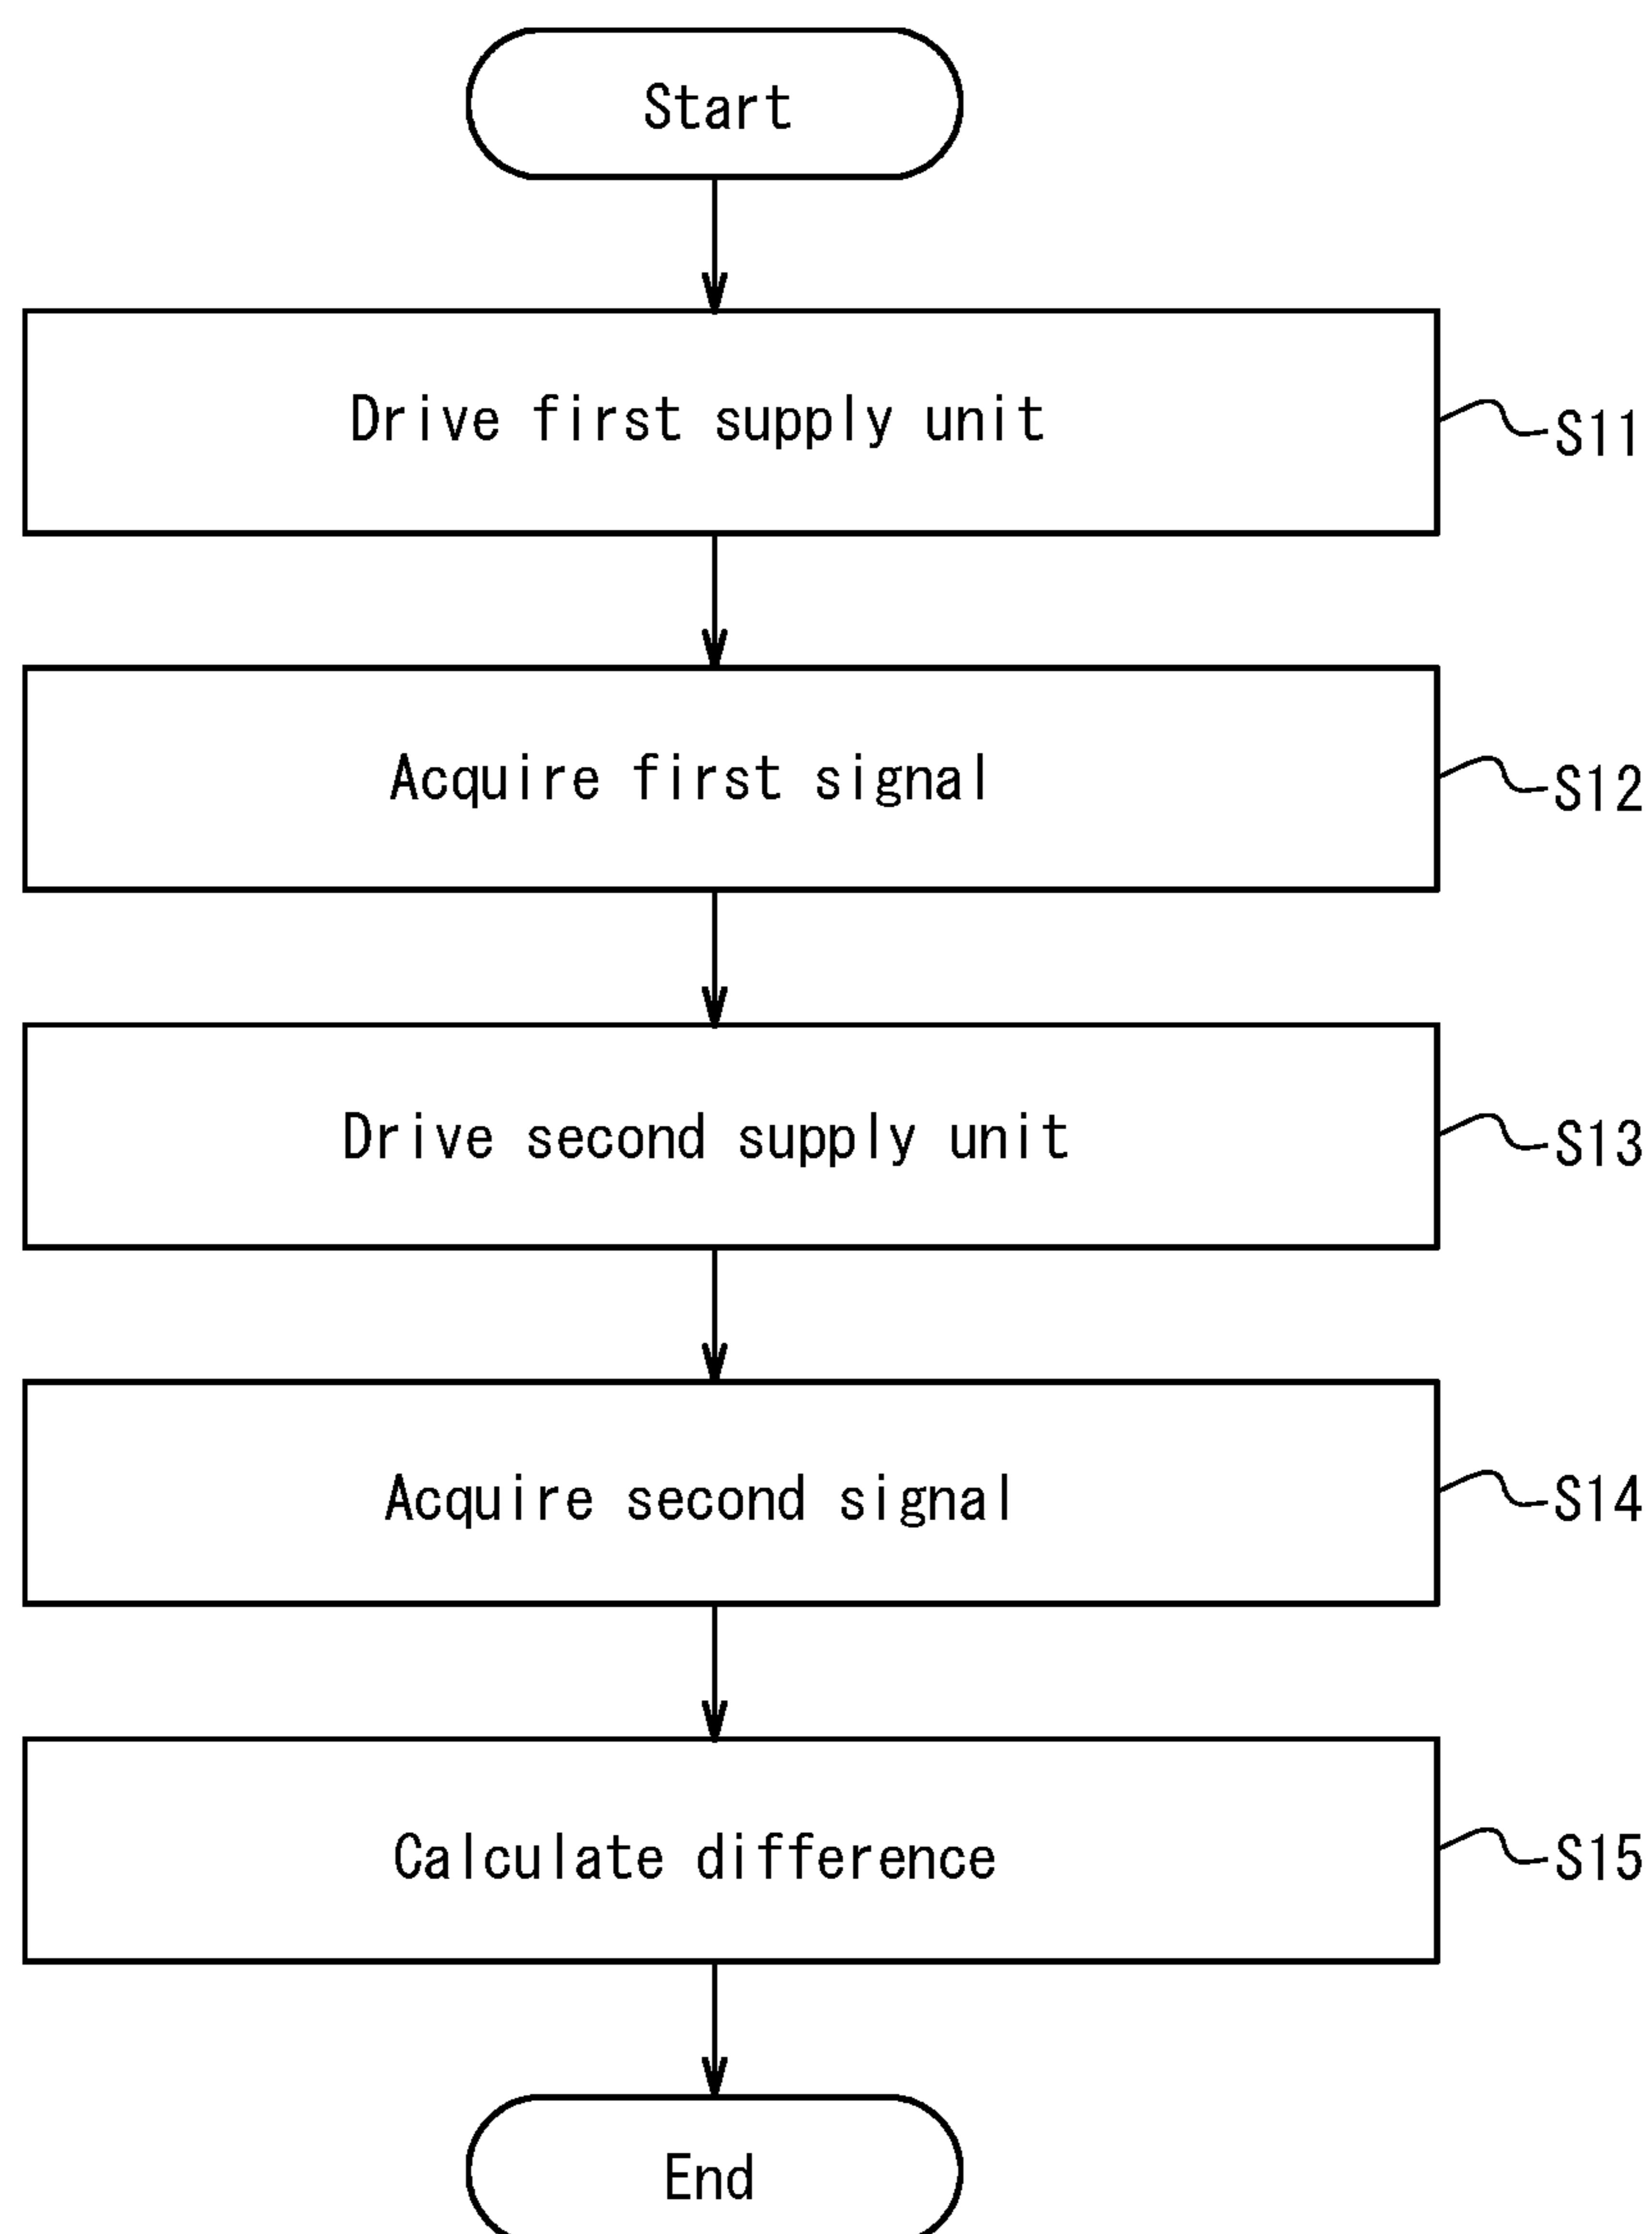 Start
Drive first supply unit
S11
Acquire first signal
S12
Drive second supply unit
S13
Acquire second signal
S14
Calculate difference
S15
End